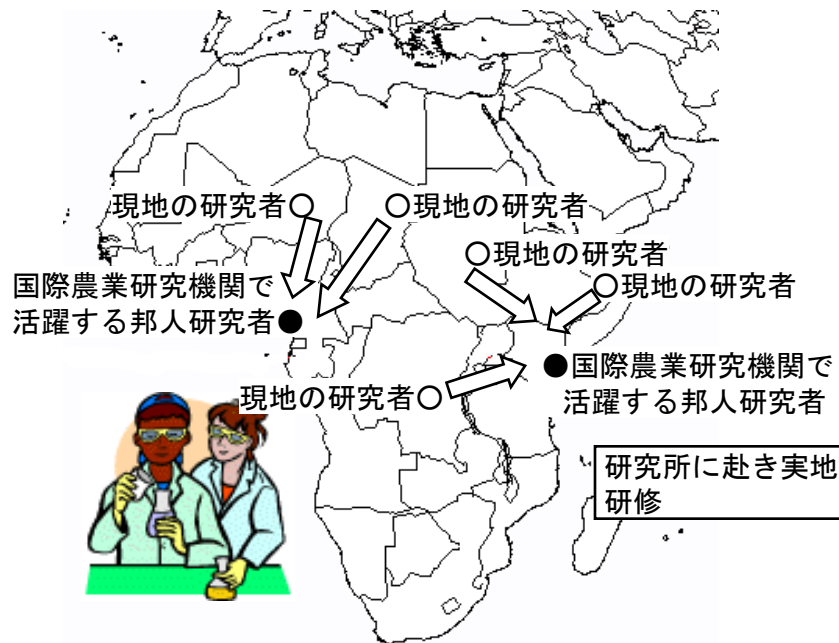 現地の研究者○
○現地の研究者
○現地の研究者
○現地の研究者
国際農業研究機関で
活躍する邦人研究者●
●国際農業研究機関で
活躍する邦人研究者
現地の研究者○
研究所に赴き実地
研修